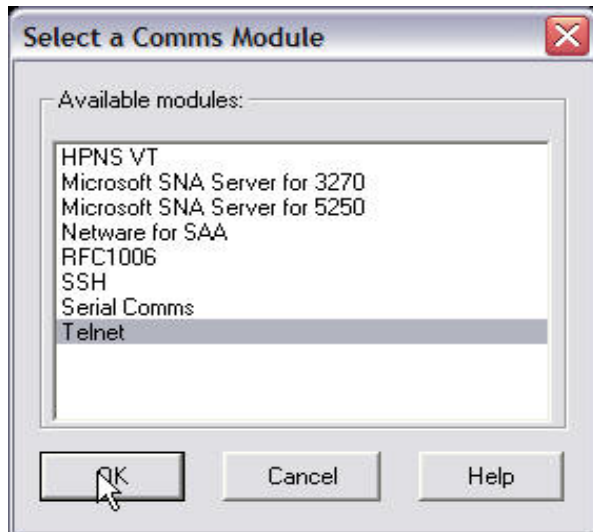 Select a Comms Module
Available modules:
HPNS VT
Microsoft SNA Server for 3270
Microsoft SNA Server for 5250
Netware for SAA
RFC1006
SSH
Serial Comms
Telnet
OK Cancel Help